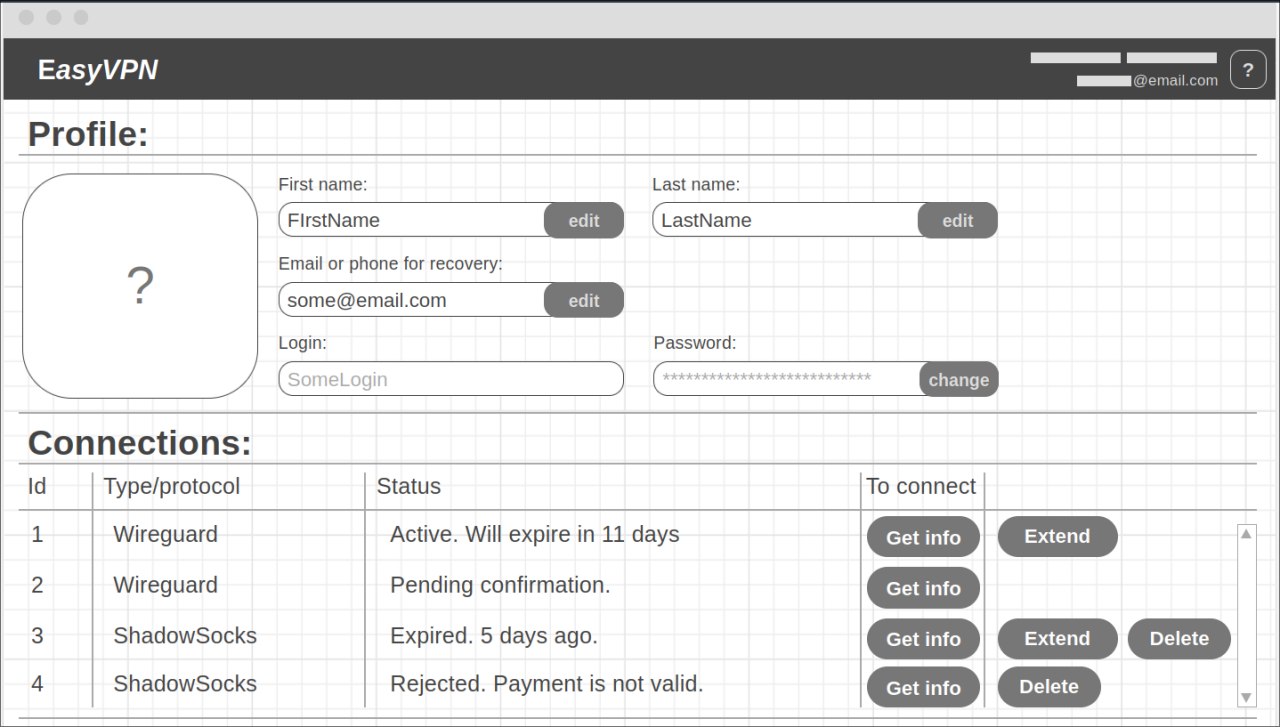 EasyVPN
@email.com
?
Profile:
?
First name:
Last name:
FIrstName
edit
LastName
edit
Email or phone for recovery:
some@email.com
edit
Login:
Password:
SomeLogin
***************************
change
Connections:
Id Type/protocol Status To connect
1 Wireguard Active. Will expire in 11 days Get info Extend
2 Wireguard Pending confirmation. Get info
3 ShadowSocks Expired. 5 days ago. Get info Extend Delete
4 ShadowSocks Rejected. Payment is not valid. Get info Delete